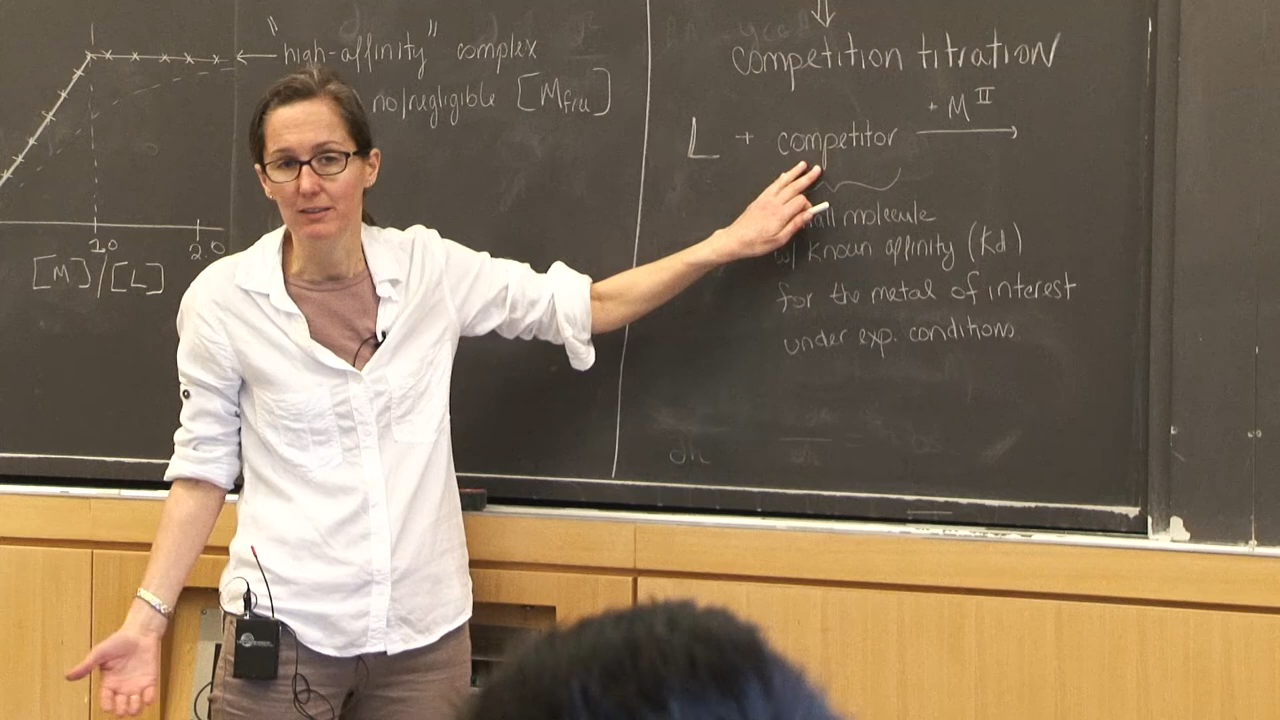 "high-affinity" complex
no/negligible [Mfree]
1.0
2.0
[M]/[L]
competition titration
L + competitor + M II
molecule
w/ known affinity (Kd)
for the metal of interest
under exp. conditions